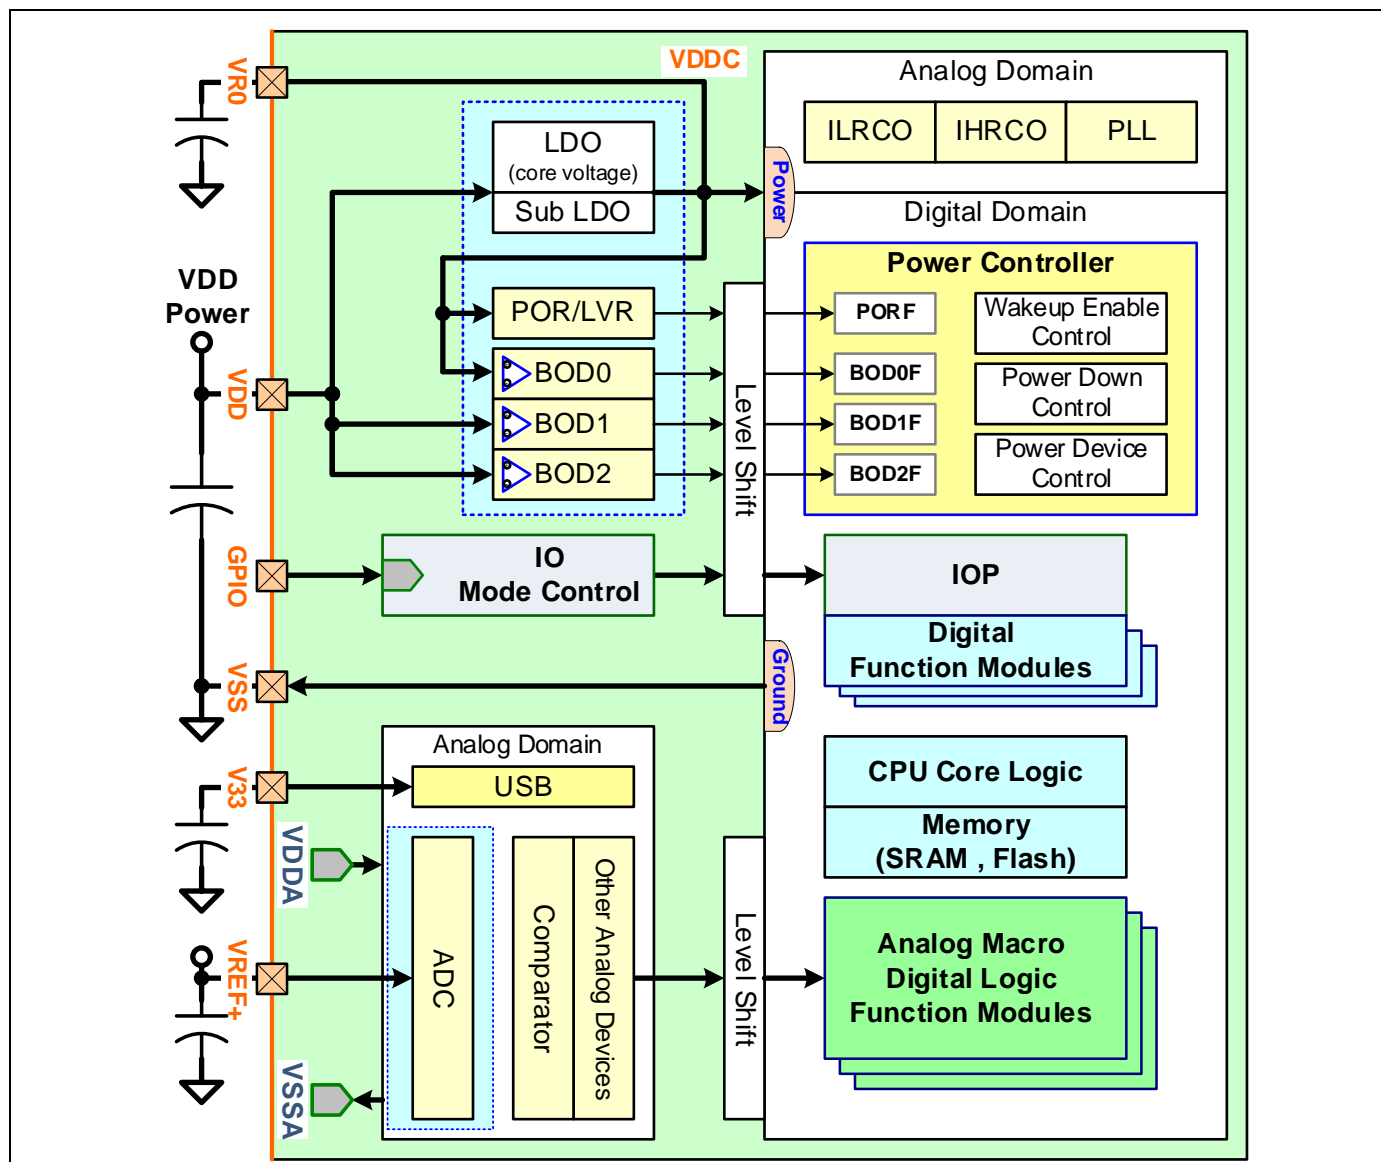 VR0
VDDC
Analog Domain
ILRCO
IHRCO
PLL
LDO
(core voltage)
Sub LDO
Power
Digital Domain
VDD
Power
Power Controller
POR/LVR
PORF
Wakeup Enable
Control
BOD0
BOD0F
Power Down
Control
VDD
BOD1
BOD1F
Level Shift
BOD2
BOD2F
Power Device
Control
GPIO
IO
Mode Control
IOP
Digital
Function Modules
VSS
Ground
Analog Domain
V33
USB
CPU Core Logic
Memory
(SRAM , Flash)
VDDA
ADC
Comparator
Other Analog Devices
Level Shift
VREF+
Analog Macro
Digital Logic
Function Modules
VSSA